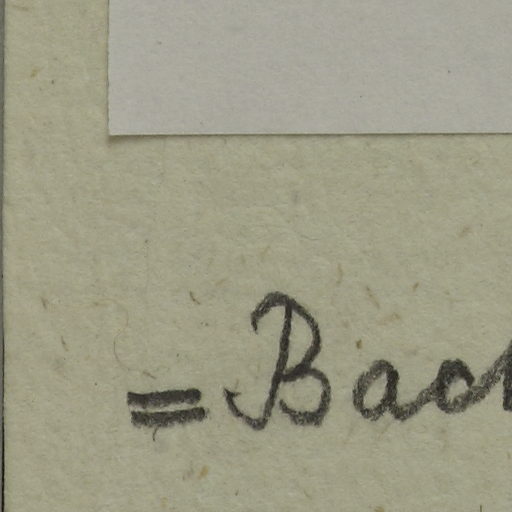 = Bac